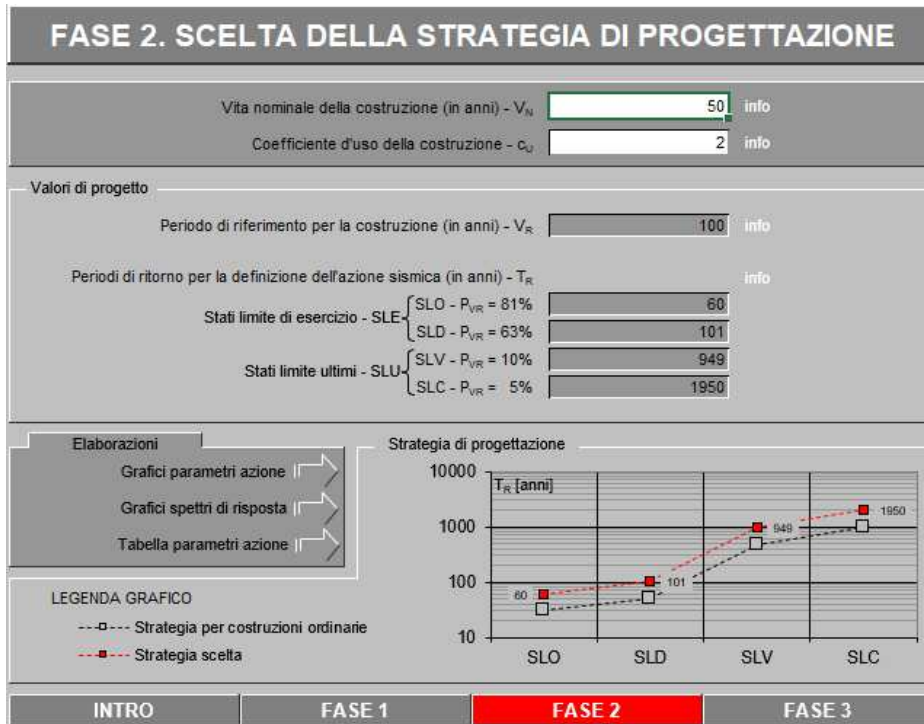 FASE 2. SCELTA DELLA STRATEGIA DI PROGETTAZIONE
Vita nominale della costruzione (in anni) - VN 50 info
Coefficiente d'uso della costruzione - cU 2 info
Valori di progetto
Periodo di riferimento per la costruzione (in anni) - VR 100 info
Periodi di ritorno per la definizione dell'azione sismica (in anni) - TR info
Stati limite di esercizio - SLE
SLO - PVR = 81% 60
SLD - PVR = 63% 101
Stati limite ultimi - SLU
SLV - PVR = 10% 949
SLC - PVR = 5% 1950
Elaborazioni
Grafici parametri azione
Grafici spettri di risposta
Tabella parametri azione
LEGENDA GRAFICO
Strategia per costruzioni ordinarie
Strategia scelta
Strategia di progettazione
TR [anni]
10000
1000
100
10
60
101
949
1950
SLO SLD SLV SLC
INTRO FASE 1 FASE 2 FASE 3